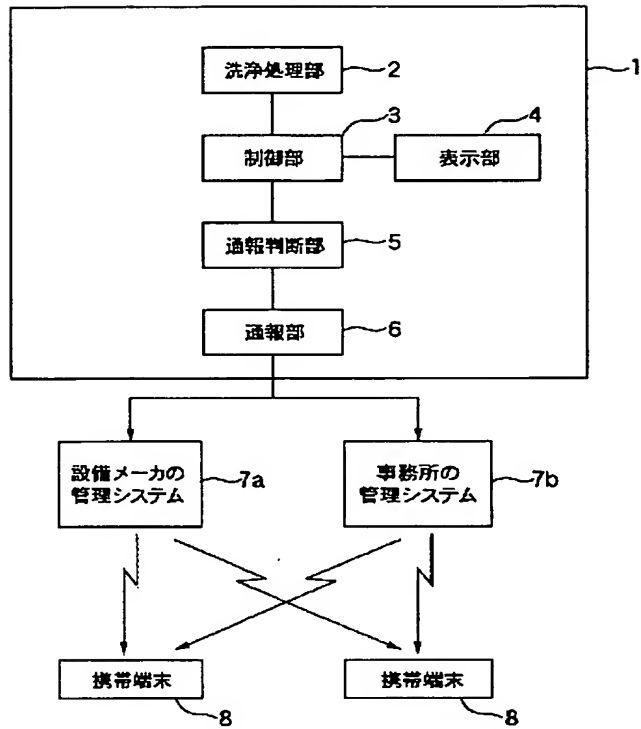 洗浄処理部 2
1
3 4
制御部 表示部
通報判断部 5
通報部 6
設備メーカの
管理システム 7a
事務所の
管理システム 7b
携帯端末 携帯端末
8 8